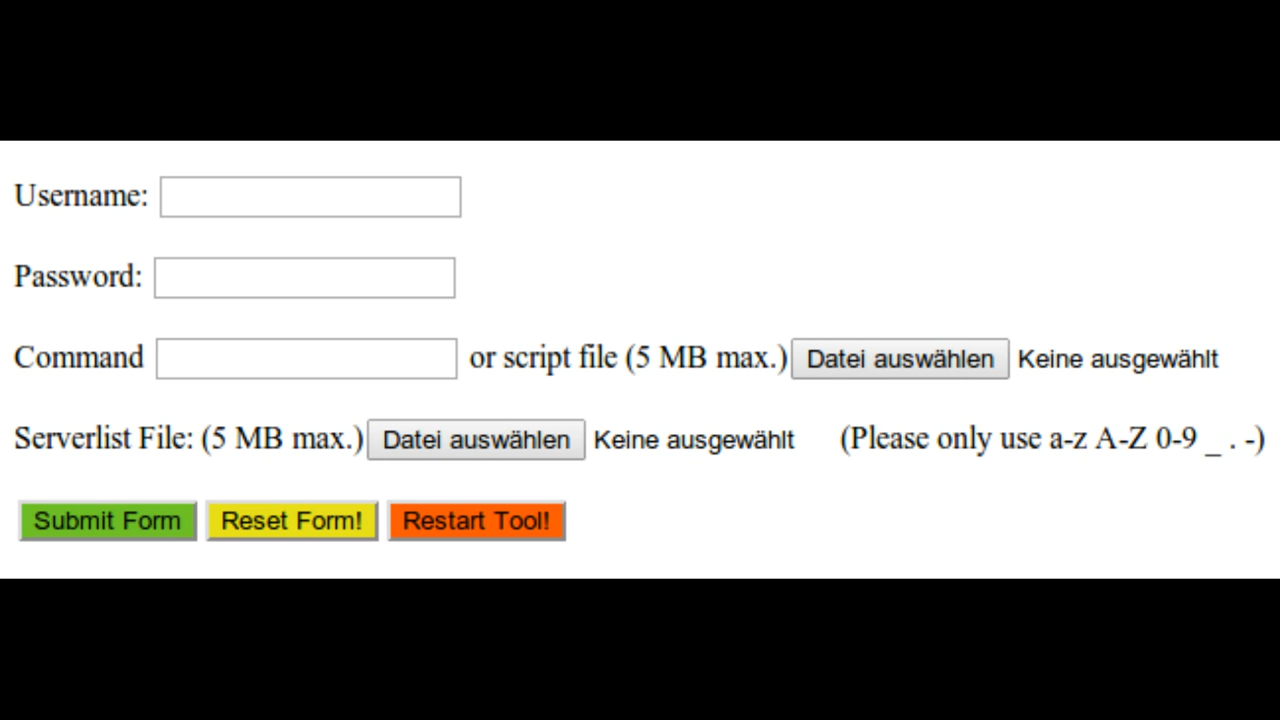 Username:
Password:
Command or script file (5 MB max.) Datei auswählen Keine ausgewählt
Serverlist File: (5 MB max.) Datei auswählen Keine ausgewählt (Please only use a-z A-Z 0-9 _ . -)
Submit Form Reset Form! Restart Tool!